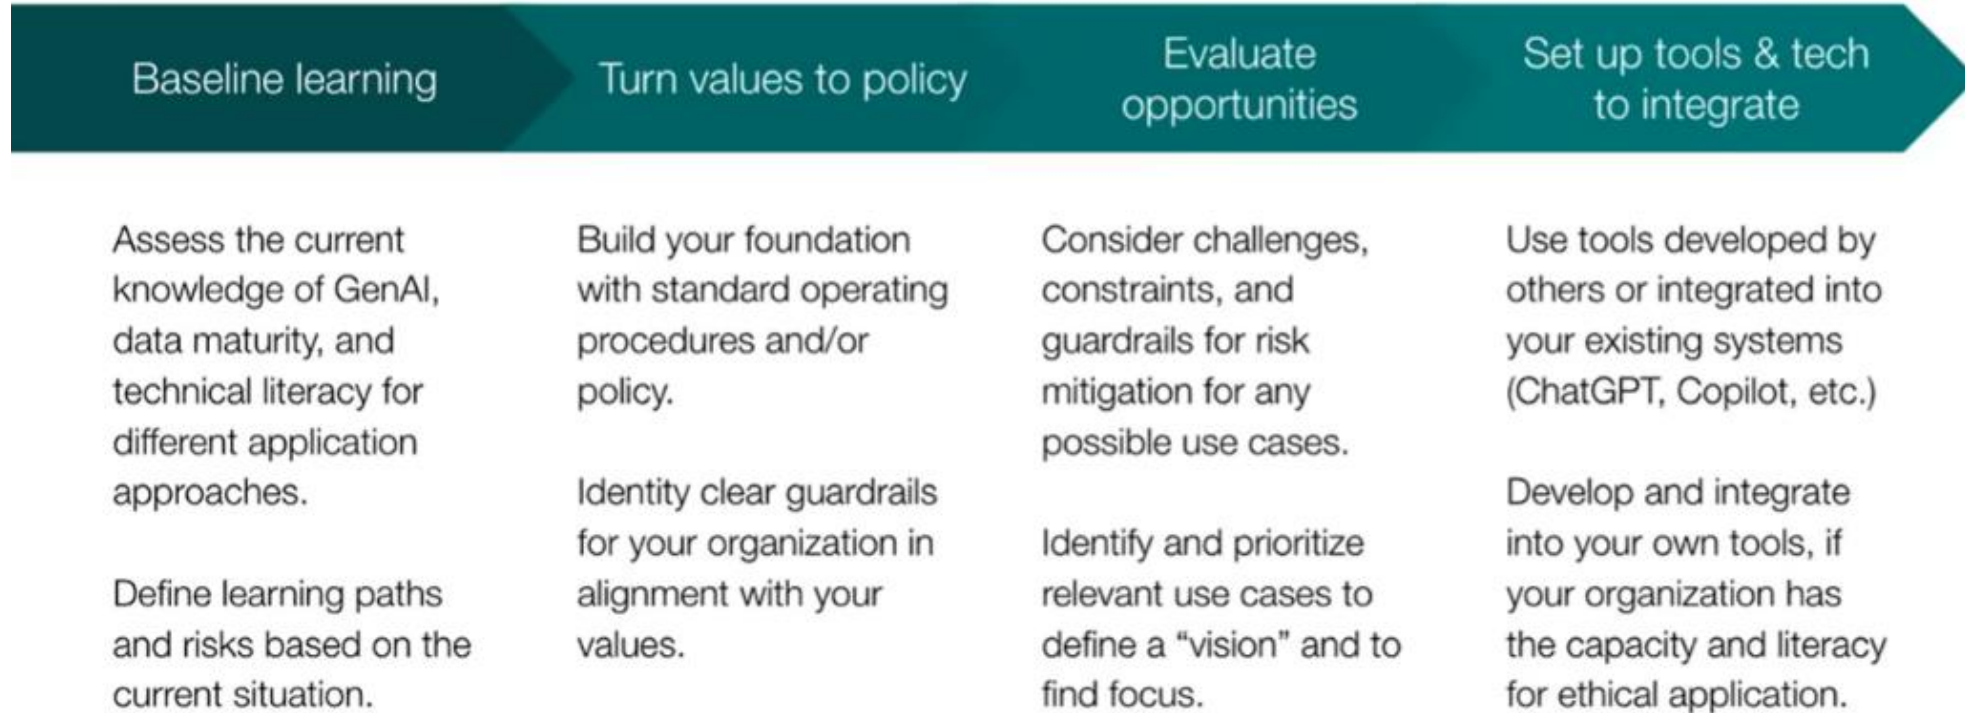 Baseline learning
Turn values to policy
Evaluate
opportunities
Set up tools & tech
to integrate
Assess the current
knowledge of GenAI,
data maturity, and
technical literacy for
different application
approaches.
Define learning paths
and risks based on the
current situation.
Build your foundation
with standard operating
procedures and/or
policy.
Identity clear guardrails
for your organization in
alignment with your
values.
Consider challenges,
constraints, and
guardrails for risk
mitigation for any
possible use cases.
Identify and prioritize
relevant use cases to
define a “vision” and to
find focus.
Use tools developed by
others or integrated into
your existing systems
(ChatGPT, Copilot, etc.)
Develop and integrate
into your own tools, if
your organization has
the capacity and literacy
for ethical application.